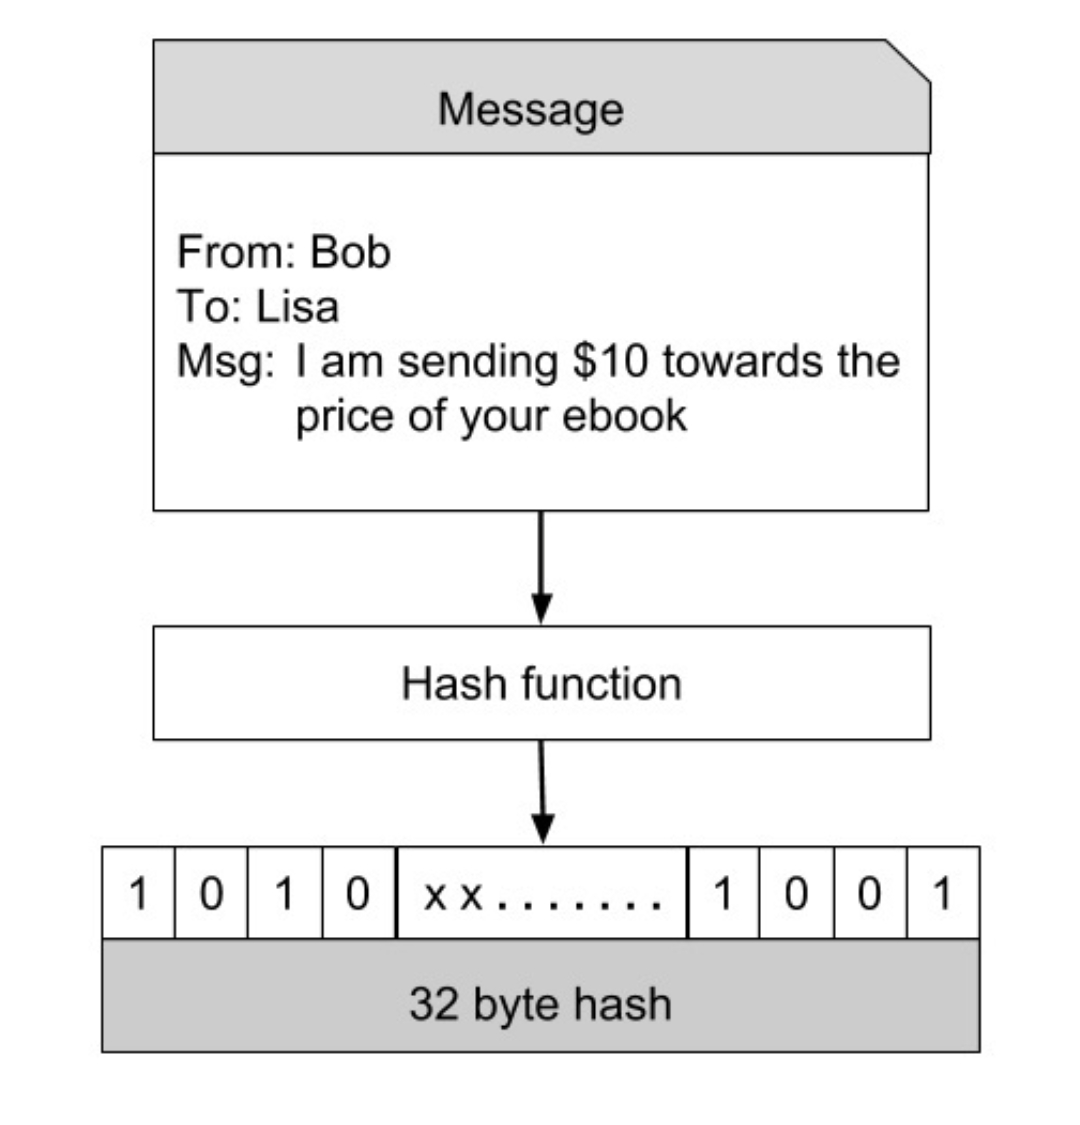 Message
From: Bob
To: Lisa
Msg: I am sending $10 towards the
price of your ebook
Hash function
1 0 1 0 x x . . . . . . . 1 0 0 1
32 byte hash